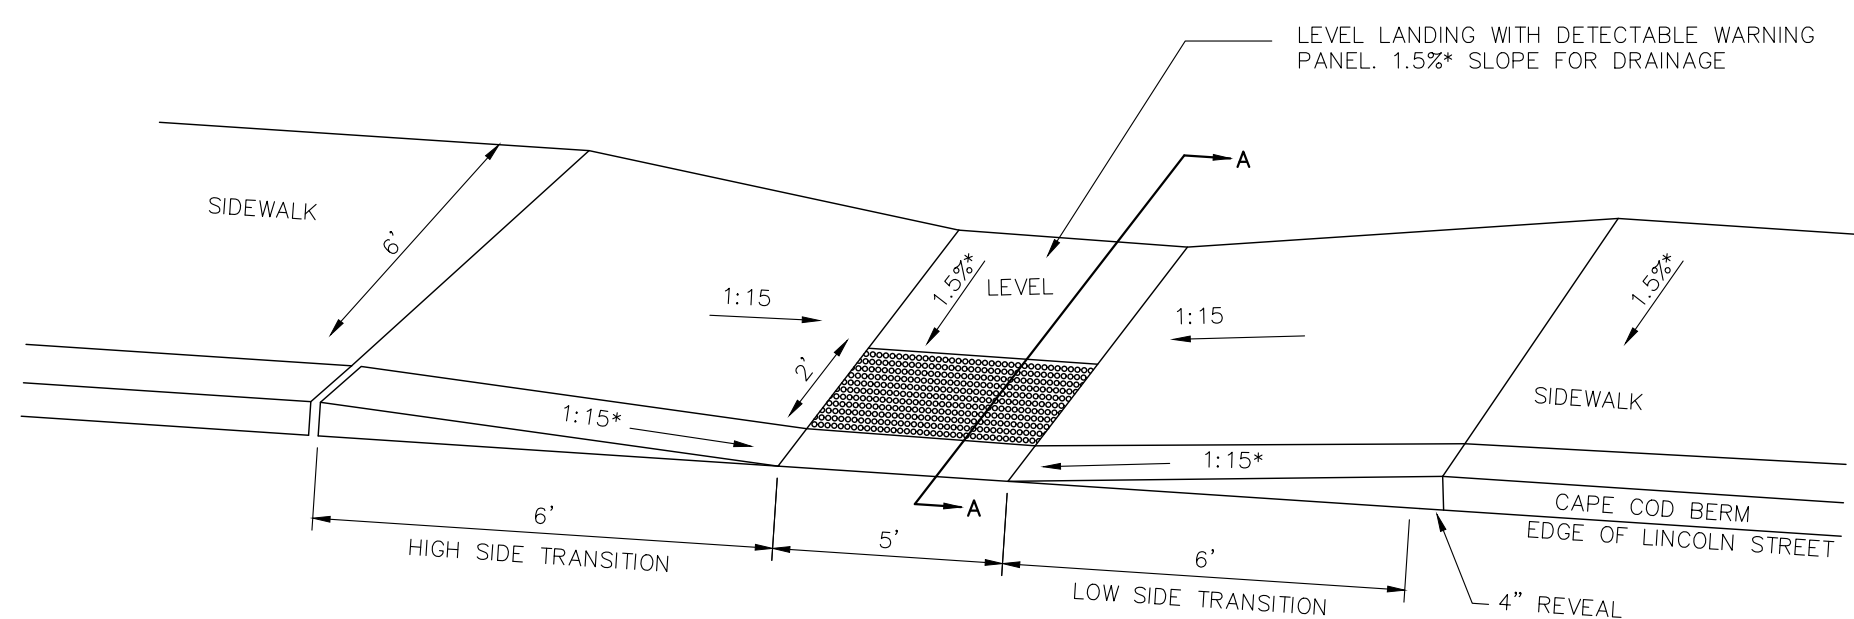 LEVEL LANDING WITH DETECTABLE WARNING
PANEL. 1.5%* SLOPE FOR DRAINAGE
A
SIDEWALK
6'
1.5%*
LEVEL
1.5%*
1:15
1:15
2'
SIDEWALK
1:15*
1:15*
A
CAPE COD BERM
EDGE OF LINCOLN STREET
6'
HIGH SIDE TRANSITION
5'
6'
LOW SIDE TRANSITION
4" REVEAL